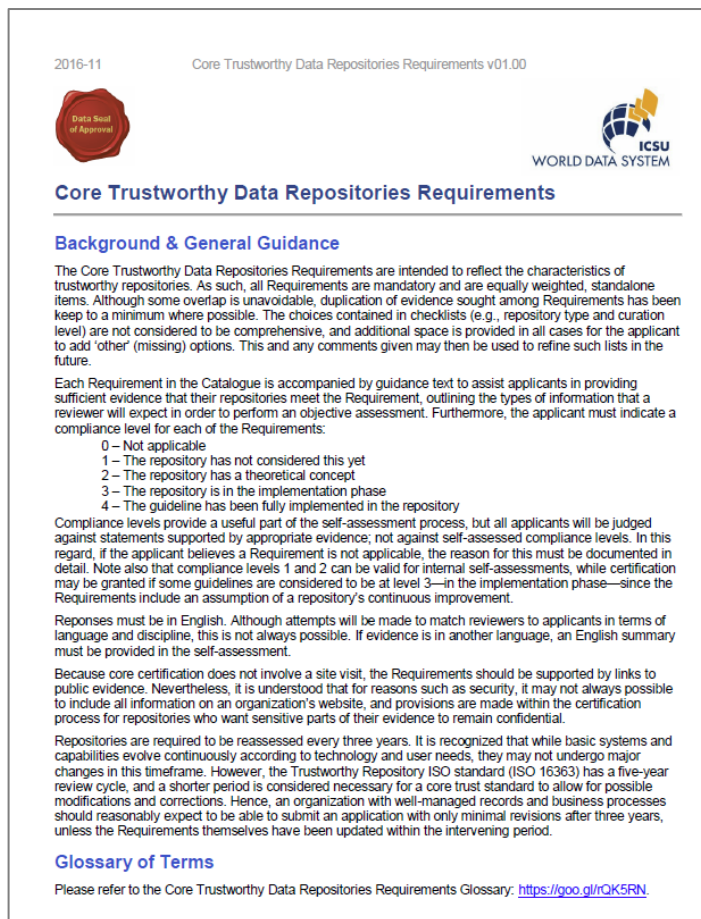 2016-11 Core Trustworthy Data Repositories Requirements v01.00
Data Seal
of Approval
ICSU
WORLD DATA SYSTEM
Core Trustworthy Data Repositories Requirements
Background & General Guidance
The Core Trustworthy Data Repositories Requirements are intended to reflect the characteristics of
trustworthy repositories. As such, all Requirements are mandatory and are equally weighted, standalone
items. Although some overlap is unavoidable, duplication of evidence sought among Requirements has been
keep to a minimum where possible. The choices contained in checklists (e.g., repository type and curation
level) are not considered to be comprehensive, and additional space is provided in all cases for the applicant
to add ‘other’ (missing) options. This and any comments given may then be used to refine such lists in the
future.
Each Requirement in the Catalogue is accompanied by guidance text to assist applicants in providing
sufficient evidence that their repositories meet the Requirement, outlining the types of information that a
reviewer will expect in order to perform an objective assessment. Furthermore, the applicant must indicate a
compliance level for each of the Requirements:
0 – Not applicable
1 – The repository has not considered this yet
2 – The repository has a theoretical concept
3 – The repository is in the implementation phase
4 – The guideline has been fully implemented in the repository
Compliance levels provide a useful part of the self-assessment process, but all applicants will be judged
against statements supported by appropriate evidence; not against self-assessed compliance levels. In this
regard, if the applicant believes a Requirement is not applicable, the reason for this must be documented in
detail. Note also that compliance levels 1 and 2 can be valid for internal self-assessments, while certification
may be granted if some guidelines are considered to be at level 3—in the implementation phase—since the
Requirements include an assumption of a repository's continuous improvement.
Reponses must be in English. Although attempts will be made to match reviewers to applicants in terms of
language and discipline, this is not always possible. If evidence is in another language, an English summary
must be provided in the self-assessment.
Because core certification does not involve a site visit, the Requirements should be supported by links to
public evidence. Nevertheless, it is understood that for reasons such as security, it may not always possible
to include all information on an organization's website, and provisions are made within the certification
process for repositories who want sensitive parts of their evidence to remain confidential.
Repositories are required to be reassessed every three years. It is recognized that while basic systems and
capabilities evolve continuously according to technology and user needs, they may not undergo major
changes in this timeframe. However, the Trustworthy Repository ISO standard (ISO 16363) has a five-year
review cycle, and a shorter period is considered necessary for a core trust standard to allow for possible
modifications and corrections. Hence, an organization with well-managed records and business processes
should reasonably expect to be able to submit an application with only minimal revisions after three years,
unless the Requirements themselves have been updated within the intervening period.
Glossary of Terms
Please refer to the Core Trustworthy Data Repositories Requirements Glossary: https://goo.gl/rQK5RN.